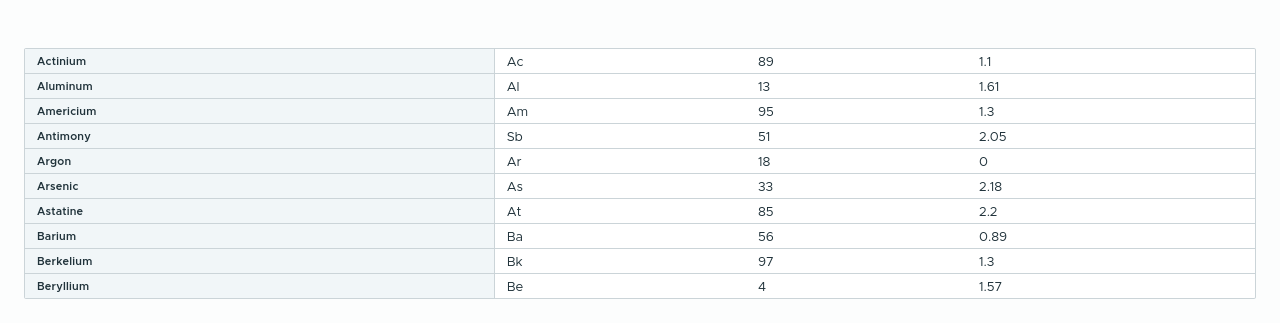 Actinium Ac 89 1.1
Aluminum Al 13 1.61
Americium Am 95 1.3
Antimony Sb 51 2.05
Argon Ar 18 0
Arsenic As 33 2.18
Astatine At 85 2.2
Barium Ba 56 0.89
Berkelium Bk 97 1.3
Beryllium Be 4 1.57